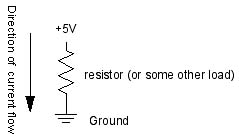 Direction of current flow
+5V
resistor (or some other load)
Ground